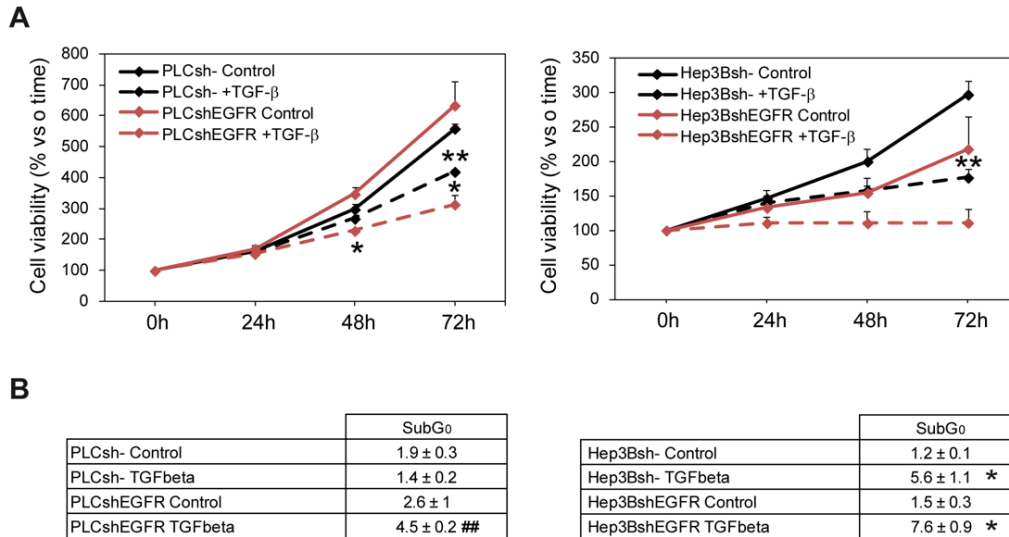 A
Cell viability (% vs o time)
800
700
600
500
400
300
200
100
0
PLCsh- Control
PLCsh- +TGF-β
PLCshEGFR Control
PLCshEGFR +TGF-β
**
*
*
0h 24h 48h 72h
Cell viability (% vs o time)
350
300
250
200
150
100
50
0
Hep3Bsh- Control
Hep3Bsh- +TGF-β
Hep3BshEGFR Control
Hep3BshEGFR +TGF-β
**
0h 24h 48h 72h
B
SubG0
PLCsh- Control 1.9 ± 0.3
PLCsh- TGFbeta 1.4 ± 0.2
PLCshEGFR Control 2.6 ± 1
PLCshEGFR TGFbeta 4.5 ± 0.2 ##
SubG0
Hep3Bsh- Control 1.2 ± 0.1
Hep3Bsh- TGFbeta 5.6 ± 1.1 *
Hep3BshEGFR Control 1.5 ± 0.3
Hep3BshEGFR TGFbeta 7.6 ± 0.9 *